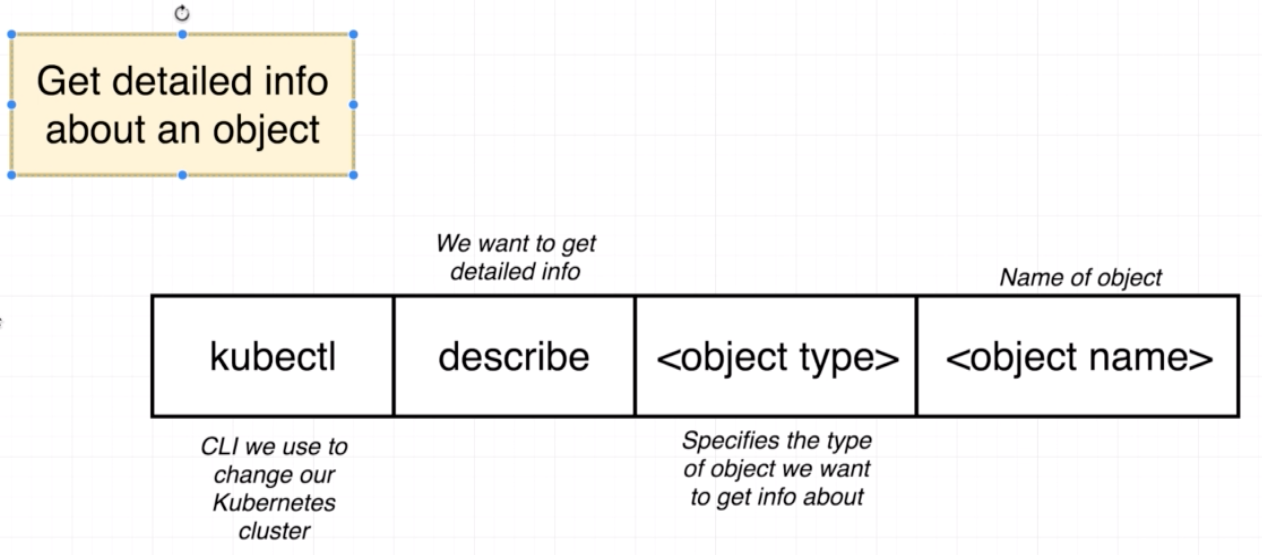 Get detailed info
about an object
We want to get
detailed info
Name of object
kubectl
describe
<object type>
<object name>
CLI we use to
change our
Kubernetes
cluster
Specifies the type
of object we want
to get info about